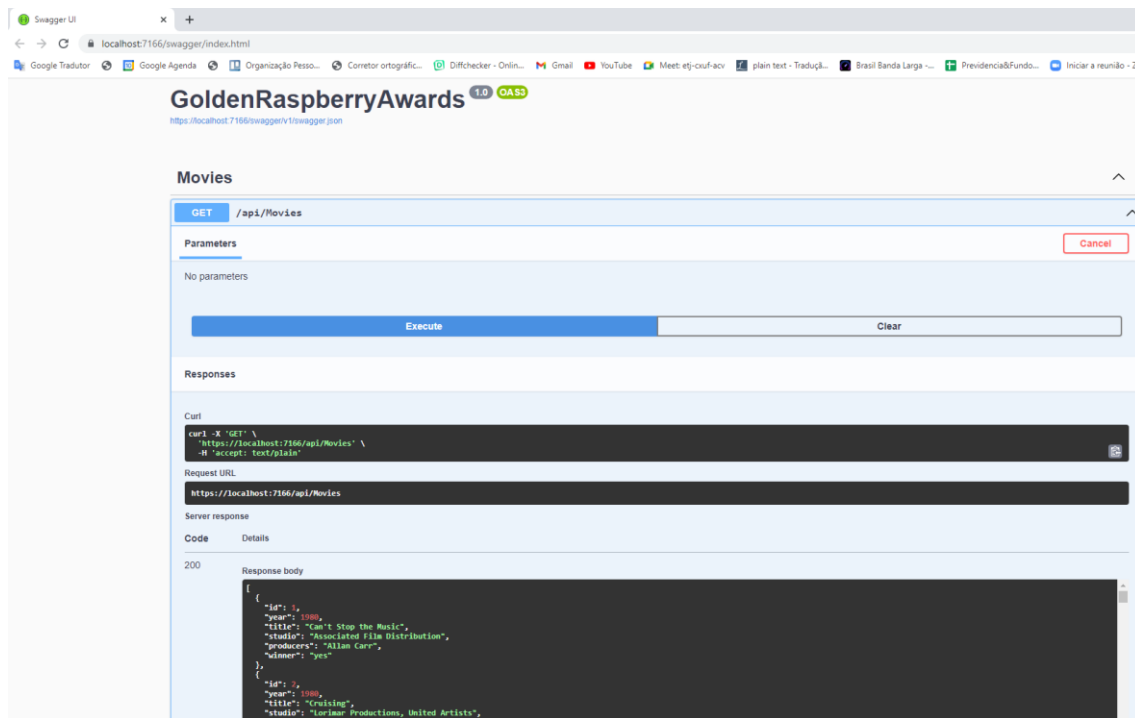 Swagger UI
localhost:7166/swagger/index.html
Google Tradutor Google Agenda Organização Pesso... Corretor ortográfic... Diffchecker - Onlin... Gmail YouTube Meet: etj-cxuf-acv plain text - Traduçã... Brasil Banda Larga -... Previdencia&Fundo... Iniciar a reunião - Z
GoldenRaspberryAwards 1.0 OAS3
https://localhost:7166/swagger/v1/swagger.json
Movies
GET /api/Movies
Parameters
Cancel
No parameters
Execute Clear
Responses
Curl
curl -X 'GET' \
'https://localhost:7166/api/Movies' \
-H 'accept: text/plain'
Request URL
https://localhost:7166/api/Movies
Server response
Code Details
200
Response body
[
{
"id": 1,
"year": 1980,
"title": "Can't Stop the Music",
"studio": "Associated Film Distribution",
"producers": "Allan Carr",
"winner": "yes"
},
{
"id": 2,
"year": 1980,
"title": "Cruising",
"studio": "Lorimar Productions, United Artists",